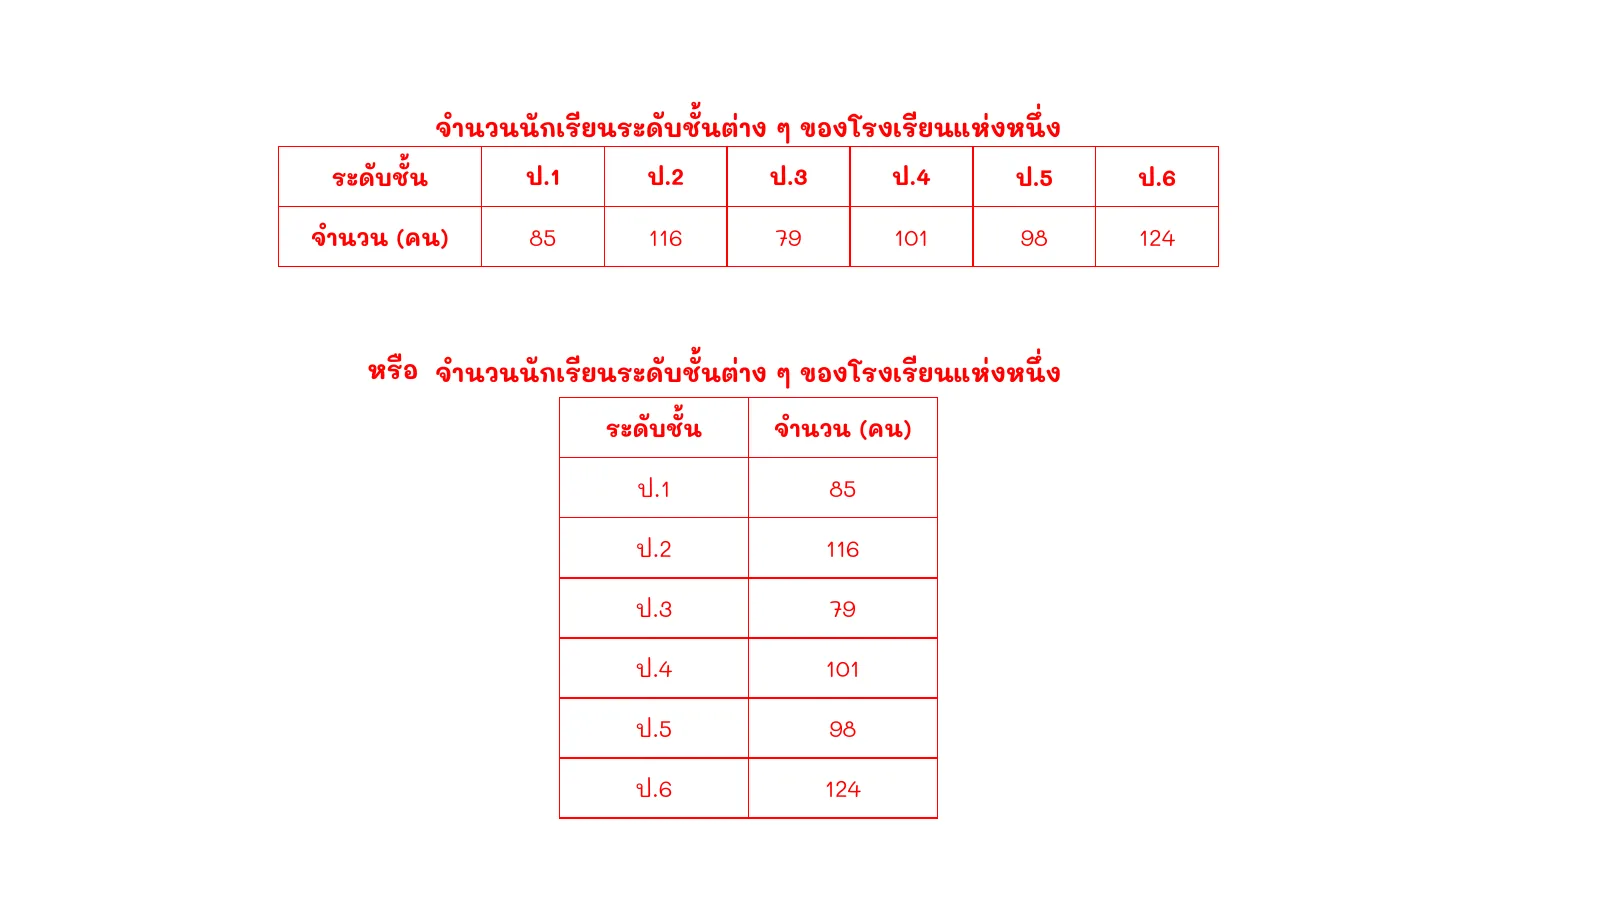 จำนวนนักเรียนระดับชั้นต่าง ๆ ของโรงเรียนแห่งหนึ่ง
ระดับชั้น ป.1 ป.2 ป.3 ป.4 ป.5 ป.6
จำนวน (คน) 85 116 79 101 98 124
หรือ จำนวนนักเรียนระดับชั้นต่าง ๆ ของโรงเรียนแห่งหนึ่ง
ระดับชั้น จำนวน (คน)
ป.1 85
ป.2 116
ป.3 79
ป.4 101
ป.5 98
ป.6 124